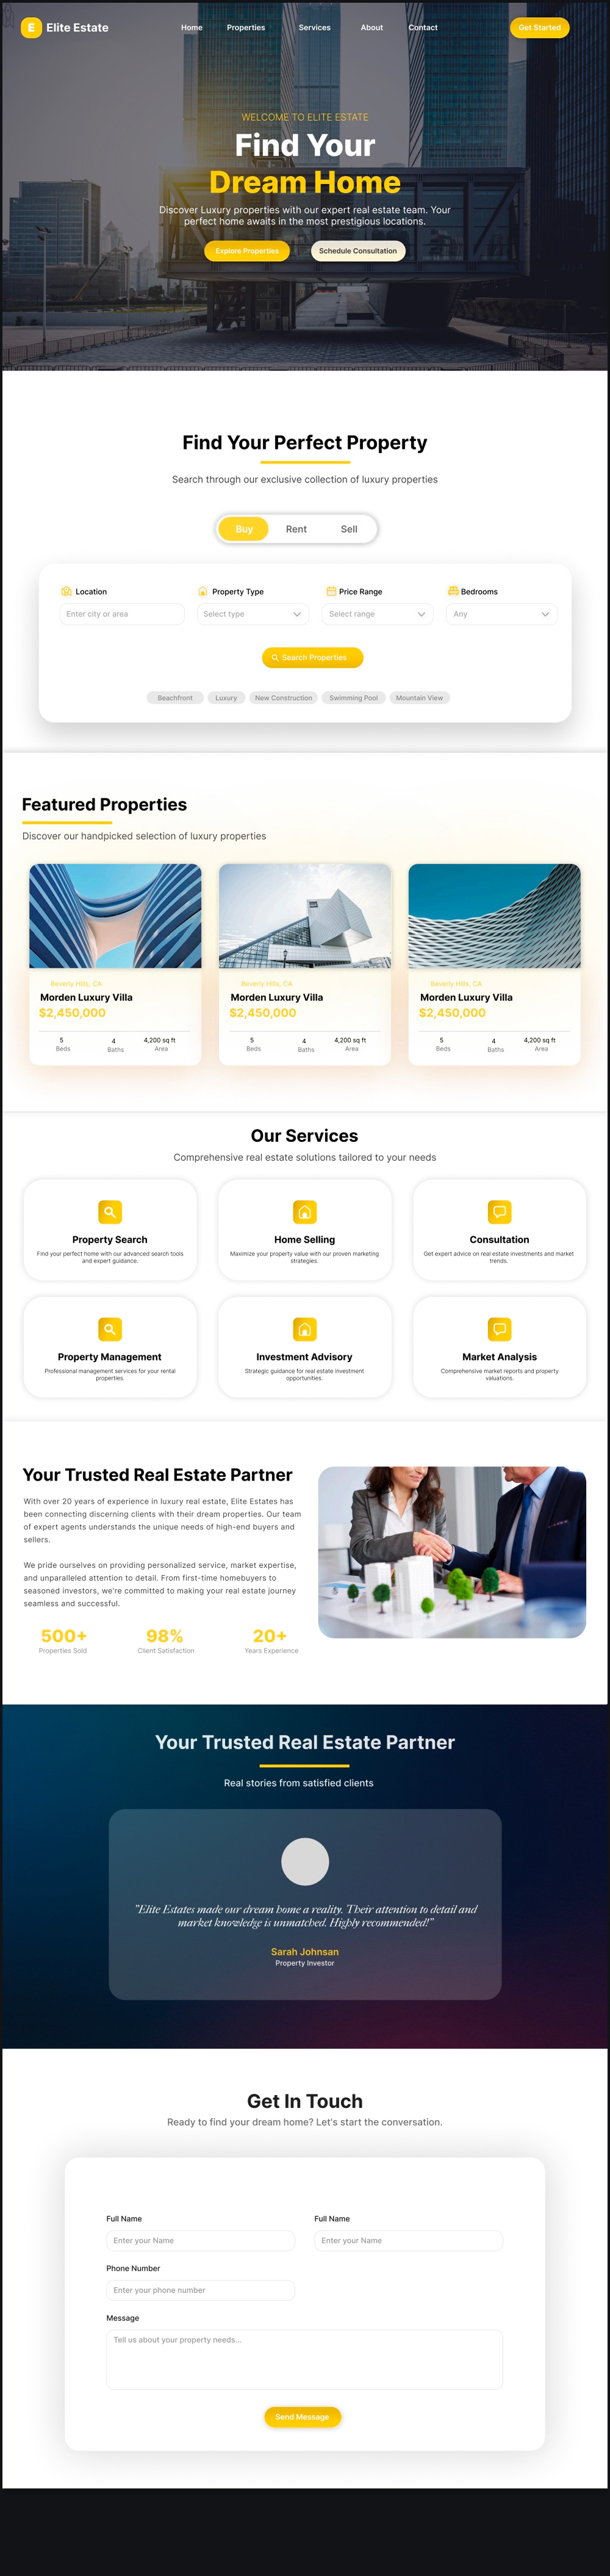 E Elite Estate
Home Properties Services About Contact
Get Started
WELCOME TO ELITE ESTATE
Find Your
Dream Home
Discover Luxury properties with our expert real estate team. Your
perfect home awaits in the most prestigious locations.
Explore Properties
Schedule Consultation
Find Your Perfect Property
Search through our exclusive collection of luxury properties
Buy Rent Sell
Location
Enter city or area
Property Type
Select type
Price Range
Select range
Bedrooms
Any
Search Properties
Beachfront
Luxury
New Construction
Swimming Pool
Mountain View
Featured Properties
Discover our handpicked selection of luxury properties
Beverly Hills, CA
Morden Luxury Villa
$2,450,000
5 4 4,200 sq ft
Beds Baths Area
Beverly Hills, CA
Morden Luxury Villa
$2,450,000
5 4 4,200 sq ft
Beds Baths Area
Beverly Hills, CA
Morden Luxury Villa
$2,450,000
5 4 4,200 sq ft
Beds Baths Area
Our Services
Comprehensive real estate solutions tailored to your needs
Property Search
Find your perfect home with our advanced search tools
and expert guidance.
Home Selling
Maximize your property value with our proven marketing
strategies.
Consultation
Get expert advice on real estate investments and market
trends.
Property Management
Professional management services for your rental
properties.
Investment Advisory
Strategic guidance for real estate investment
opportunities.
Market Analysis
Comprehensive market reports and property
valuations.
Your Trusted Real Estate Partner
With over 20 years of experience in luxury real estate, Elite Estates has
been connecting discerning clients with their dream properties. Our team
of expert agents understands the unique needs of high-end buyers and
sellers.
We pride ourselves on providing personalized service, market expertise,
and unparalleled attention to detail. From first-time homebuyers to
seasoned investors, we're committed to making your real estate journey
seamless and successful.
500+ 98% 20+
Properties Sold Client Satisfaction Years Experience
Your Trusted Real Estate Partner
Real stories from satisfied clients
"Elite Estates made our dream home a reality. Their attention to detail and
market knowledge is unmatched. Highly recommended!"
Sarah Johnsan
Property Investor
Get In Touch
Ready to find your dream home? Let's start the conversation.
Full Name
Enter your Name
Full Name
Enter your Name
Phone Number
Enter your phone number
Message
Tell us about your property needs...
Send Message